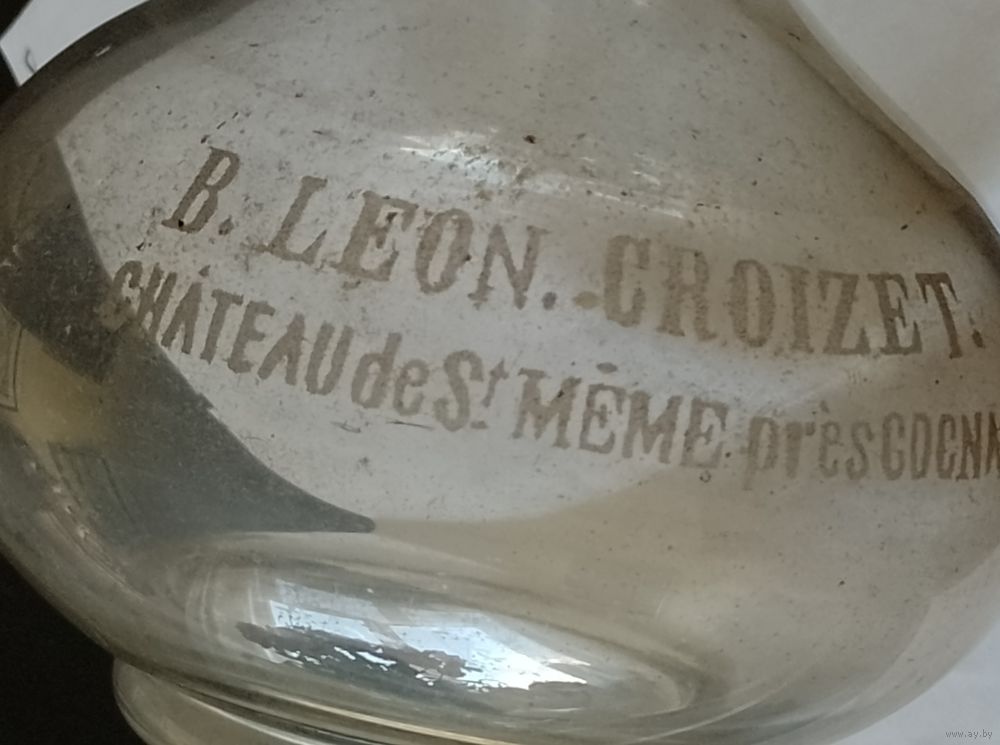 B. LEON. CROIZET.
CHÂTEAU de St MÊME près COGNA
www.ay.by